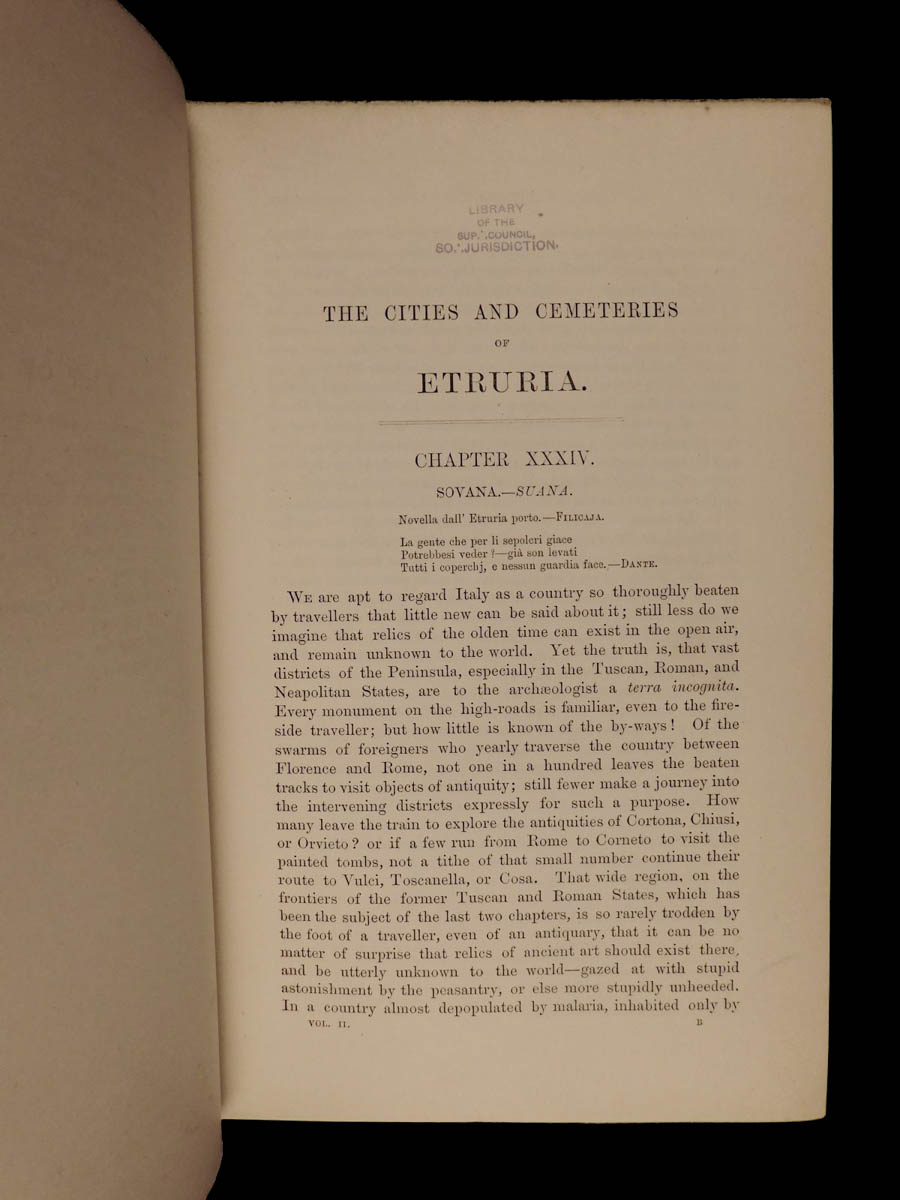 LIBRARY
OF THE
SUP.∴COUNCIL,
SO.∴JURISDICTION.
THE CITIES AND CEMETERIES
OF
ETRURIA.
CHAPTER XXXIV.
SOVANA.—SUANA.
Novella dall' Etruria porto.—FILICAJA.
La gente che per li sepolcri giace
Potrebbesi veder?—già son levati
Tutti i coperchj, e nessun guardia face.—DANTE.
WE are apt to regard Italy as a country so thoroughly beaten
by travellers that little new can be said about it; still less do we
imagine that relics of the olden time can exist in the open air,
and remain unknown to the world. Yet the truth is, that vast
districts of the Peninsula, especially in the Tuscan, Roman, and
Neapolitan States, are to the archæologist a terra incognita.
Every monument on the high-roads is familiar, even to the fire-
side traveller; but how little is known of the by-ways! Of the
swarms of foreigners who yearly traverse the country between
Florence and Rome, not one in a hundred leaves the beaten
tracks to visit objects of antiquity; still fewer make a journey into
the intervening districts expressly for such a purpose. How
many leave the train to explore the antiquities of Cortona, Chiusi,
or Orvieto? or if a few run from Rome to Corneto to visit the
painted tombs, not a tithe of that small number continue their
route to Vulci, Toscanella, or Cosa. That wide region, on the
frontiers of the former Tuscan and Roman States, which has
been the subject of the last two chapters, is so rarely trodden by
the foot of a traveller, even of an antiquary, that it can be no
matter of surprise that relics of ancient art should exist there,
and be utterly unknown to the world—gazed at with stupid
astonishment by the peasantry, or else more stupidly unheeded.
In a country almost depopulated by malaria, inhabited only by
VOL. II. B